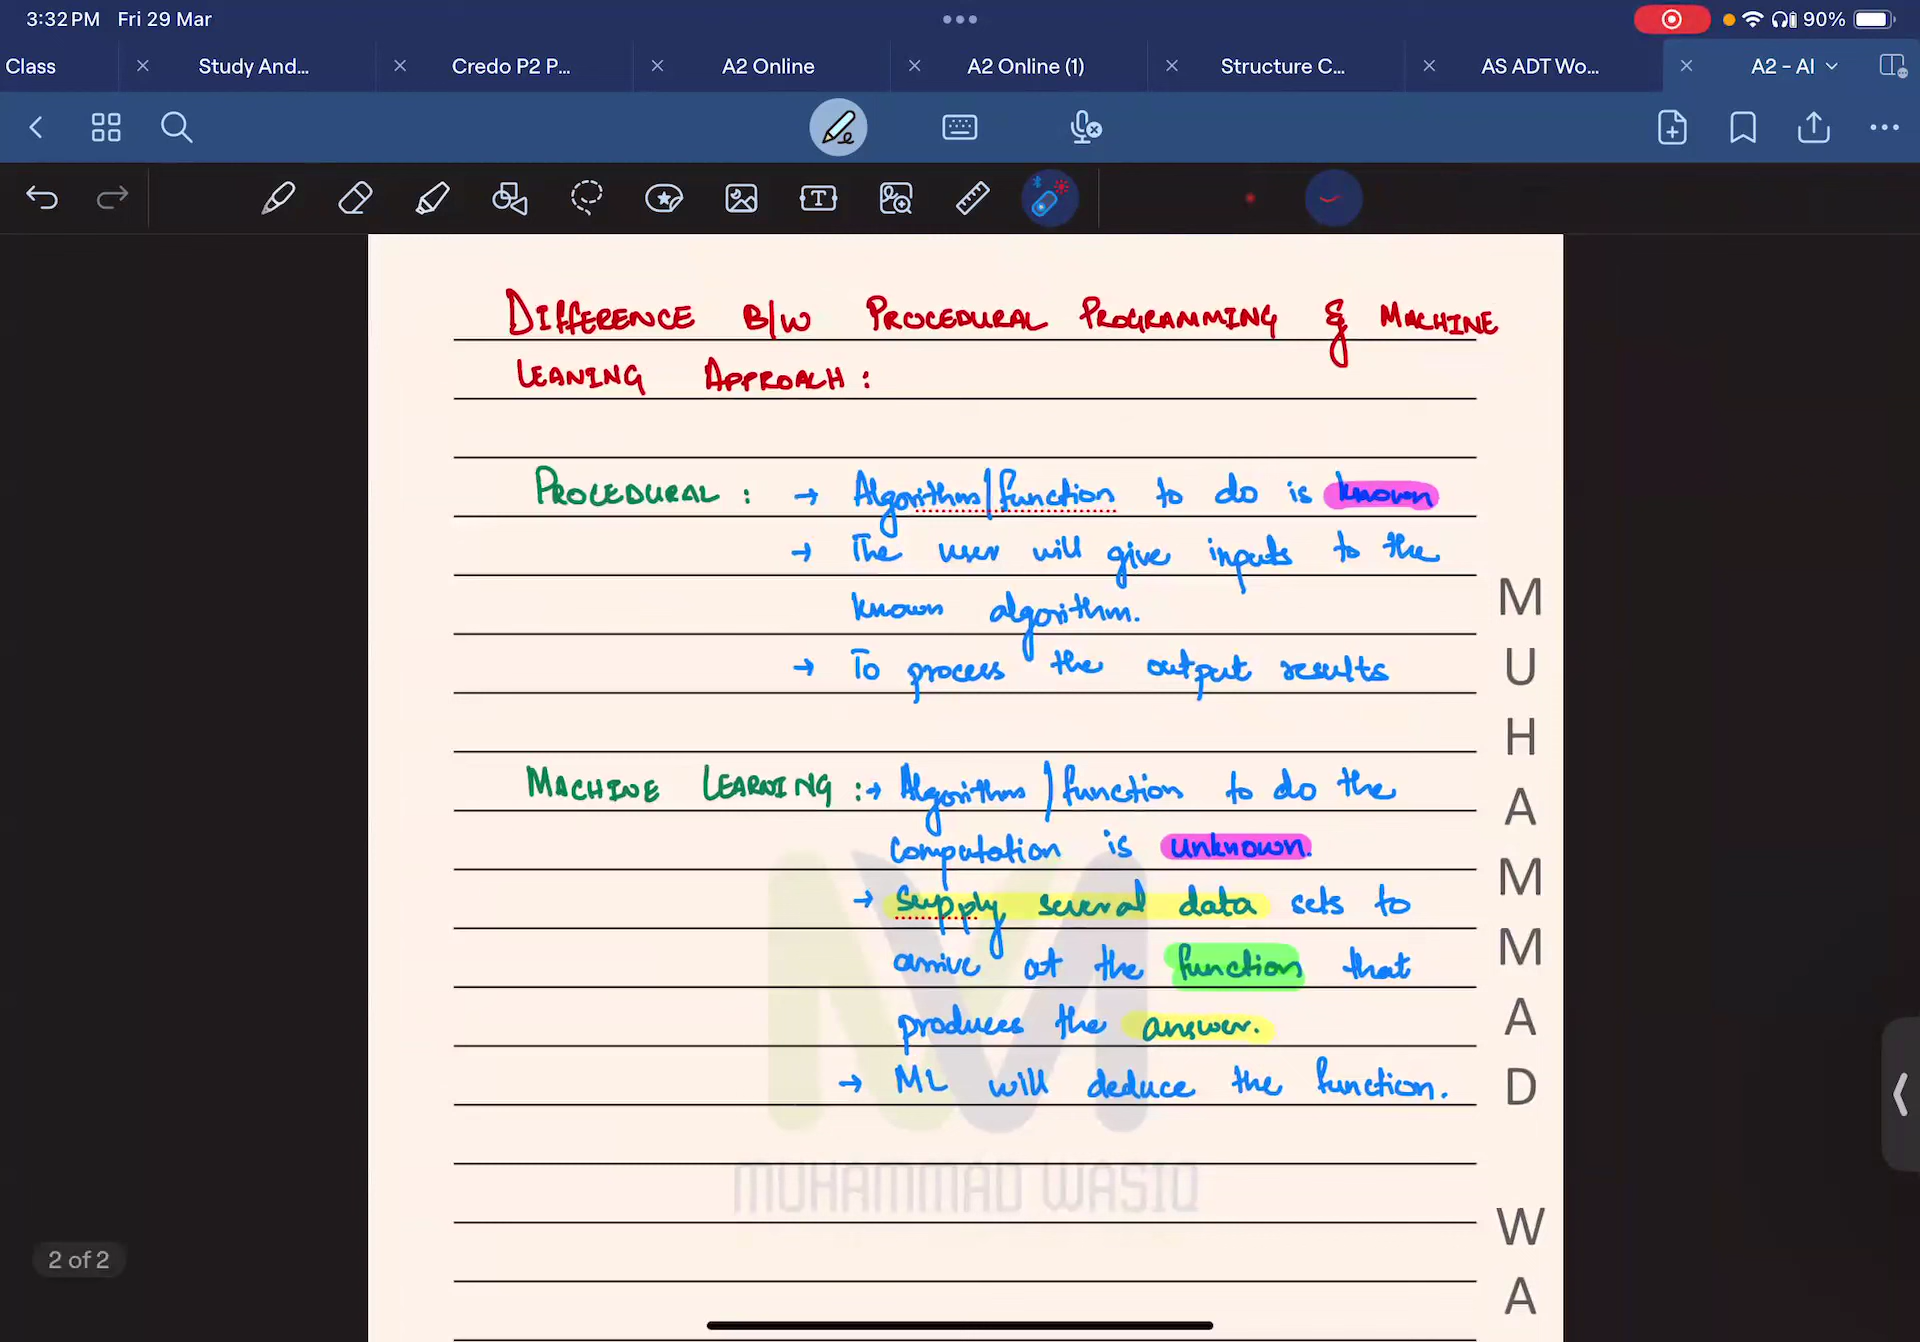 3:32 PM Fri 29 Mar
90%
Class
Study And...
Credo P2 P...
A2 Online
A2 Online (1)
Structure C...
AS ADT Wo...
A2 - AI
DIFFERENCE B/W PROCEDURAL PROGRAMMING & MACHINE
LEANING APPROACH :
PROCEDURAL : → Algorithm/function to do is known
→ The user will give inputs to the
known algorithm.
→ To process the output results
MACHINE LEARNING :→ Algorithm/function to do the
computation is unknown.
→ Supply several data sets to
arrive at the function that
produces the answer.
→ ML will deduce the function.
MUHAMMAD WASIQ
M
U
H
A
M
M
A
D
W
A
2 of 2